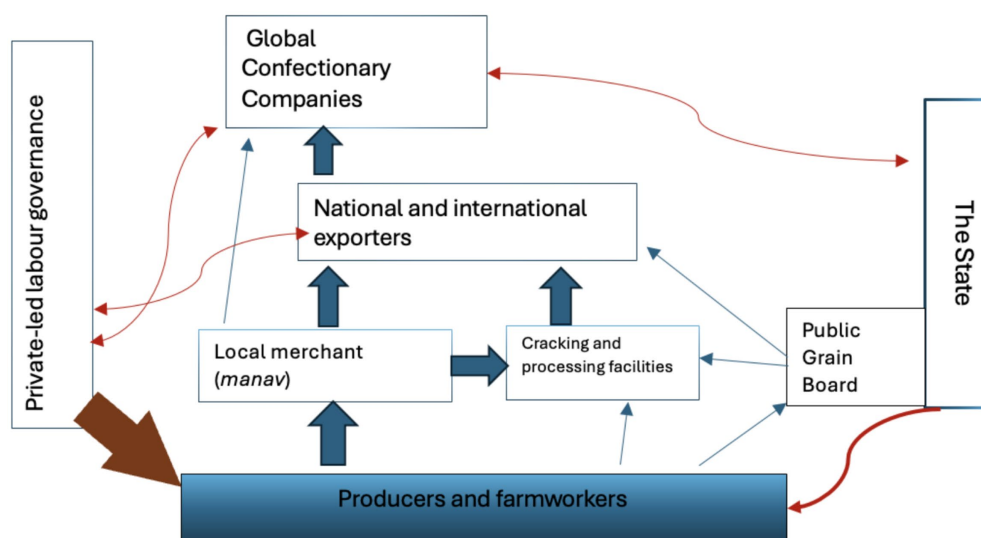 Global
Confectionary
Companies
Private-led labour governance
National and international
exporters
The State
Local merchant
(manav)
Cracking and
processing facilities
Public
Grain
Board
Producers and farmworkers